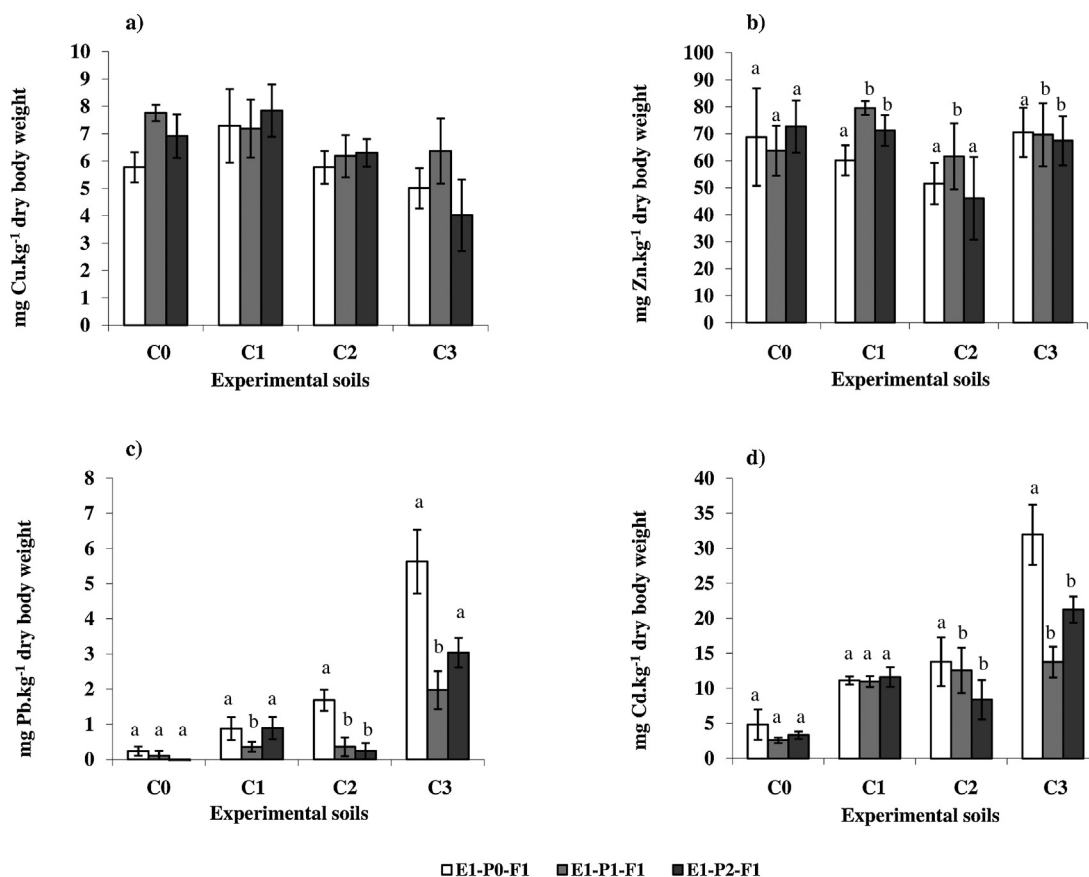 a)
mg Cu.kg⁻¹ dry body weight
10
9
8
7
6
5
4
3
2
1
0
C0 C1 C2 C3
Experimental soils
b)
mg Zn.kg⁻¹ dry body weight
100
90
80
70
60
50
40
30
20
10
0
a a a a b b a b a a b b
C0 C1 C2 C3
Experimental soils
c)
mg Pb.kg⁻¹ dry body weight
8
7
6
5
4
3
2
1
0
a a a a b a a b b a b a
C0 C1 C2 C3
Experimental soils
d)
mg Cd.kg⁻¹ dry body weight
40
35
30
25
20
15
10
5
0
a a a a a a a b b a b b
C0 C1 C2 C3
Experimental soils
E1-P0-F1 E1-P1-F1 E1-P2-F1